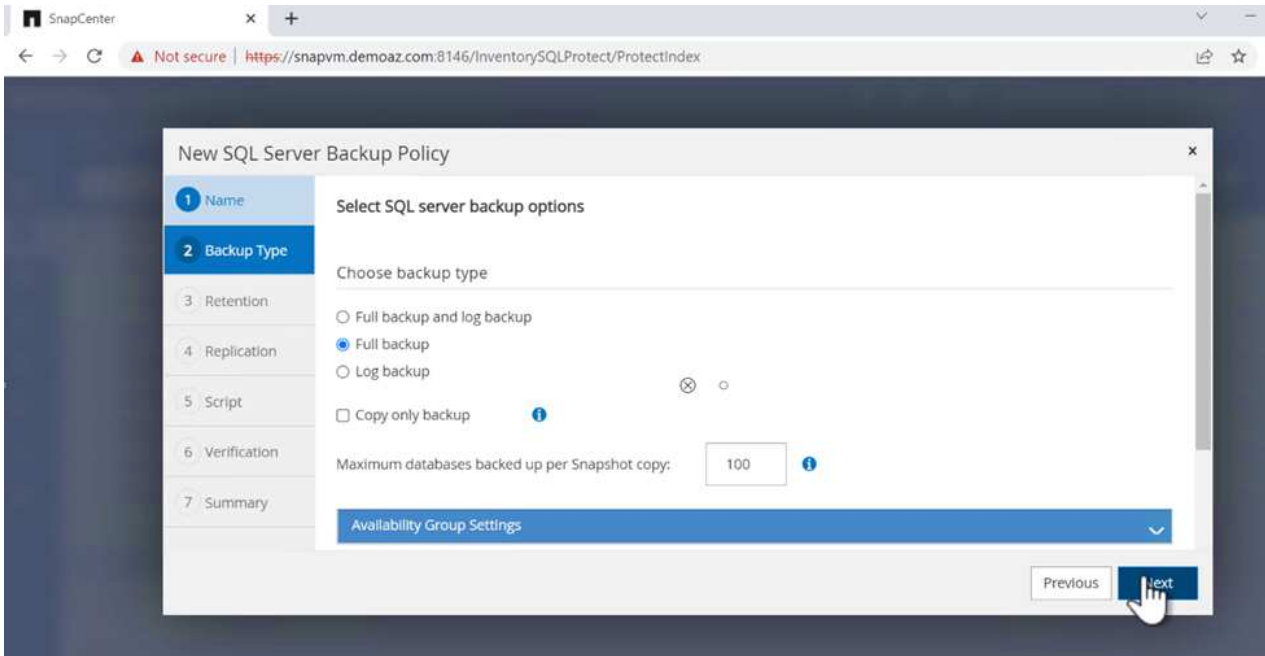 SnapCenter
Not secure | https://snapvm.demoaz.com:8146/InventorySQLProtect/ProtectIndex
New SQL Server Backup Policy
1 Name
2 Backup Type
3 Retention
4 Replication
5 Script
6 Verification
7 Summary
Select SQL server backup options
Choose backup type
Full backup and log backup
Full backup
Log backup
Copy only backup
Maximum databases backed up per Snapshot copy: 100
Availability Group Settings
Previous Next